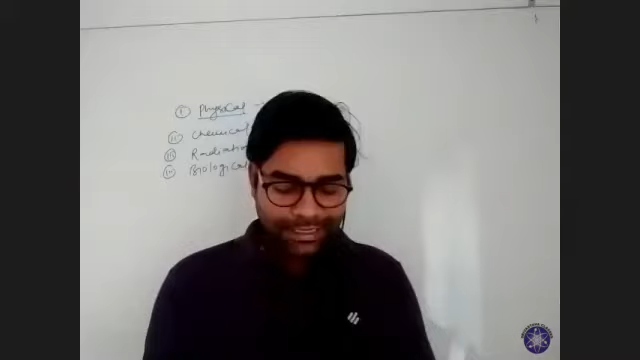 (i) Physical →
(ii) Chemical
(iii) Radiation
(iv) Biological